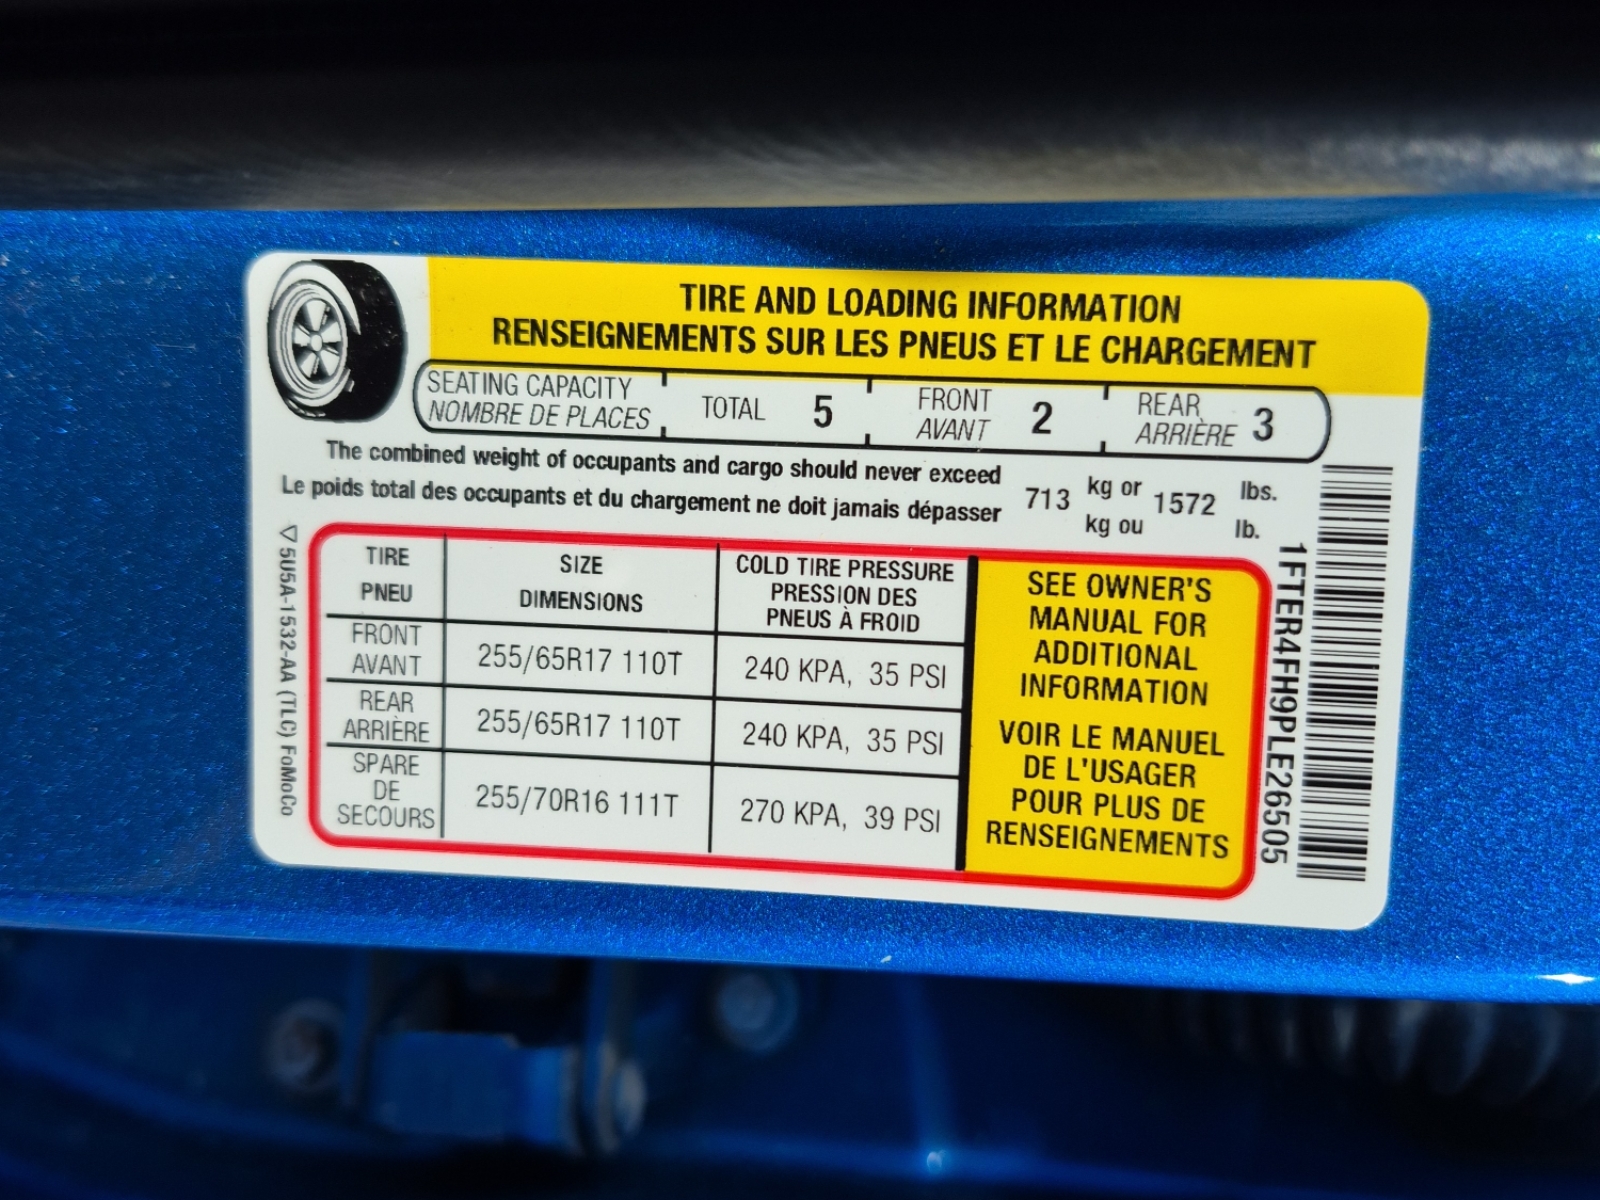 TIRE AND LOADING INFORMATION
RENSEIGNEMENTS SUR LES PNEUS ET LE CHARGEMENT
SEATING CAPACITY
NOMBRE DE PLACES
TOTAL 5
FRONT
AVANT
2
REAR
ARRIÈRE
3
The combined weight of occupants and cargo should never exceed
Le poids total des occupants et du chargement ne doit jamais dépasser
713 kg or 1572 lbs.
kg ou lb.
TIRE
PNEU
SIZE
DIMENSIONS
COLD TIRE PRESSURE
PRESSION DES
PNEUS À FROID
FRONT
AVANT
255/65R17 110T
240 KPA, 35 PSI
REAR
ARRIÈRE
255/65R17 110T
240 KPA, 35 PSI
SPARE
DE
SECOURS
255/70R16 111T
270 KPA, 39 PSI
SEE OWNER'S
MANUAL FOR
ADDITIONAL
INFORMATION
VOIR LE MANUEL
DE L'USAGER
POUR PLUS DE
RENSEIGNEMENTS
1FTER4FH9PLE26505
▽5U5A-1532-AA (TLC) FoMoCo